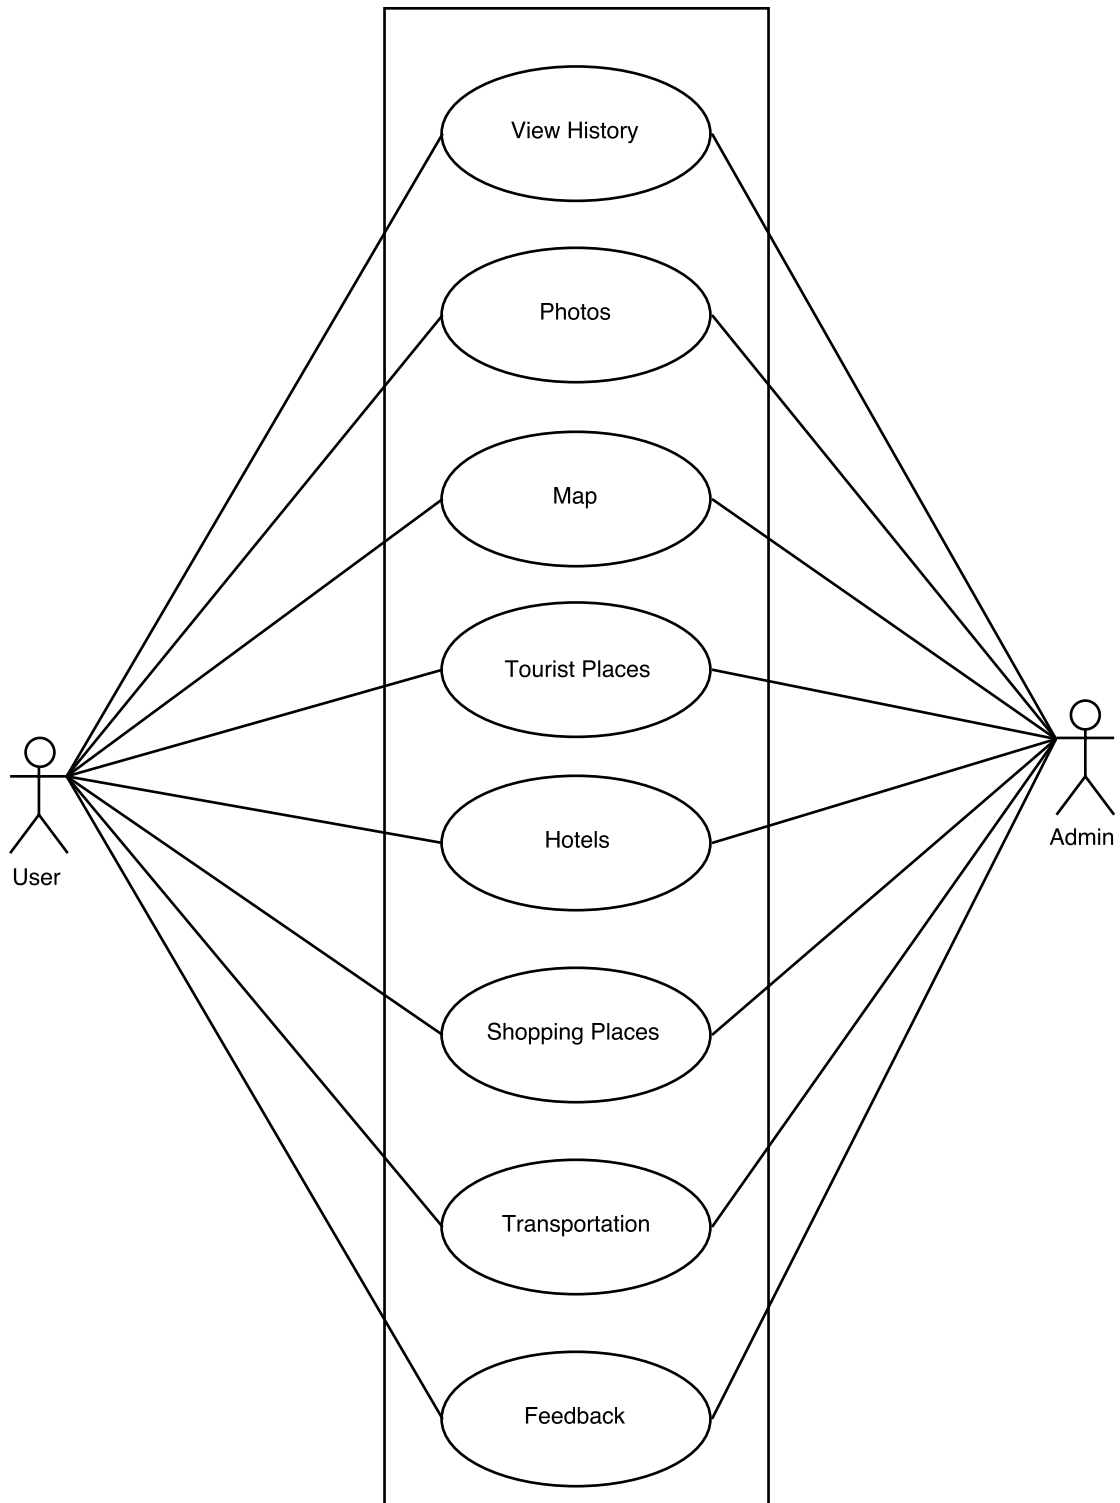 View History
Photos
Map
Tourist Places
Hotels
Shopping Places
Transportation
Feedback
User
Admin